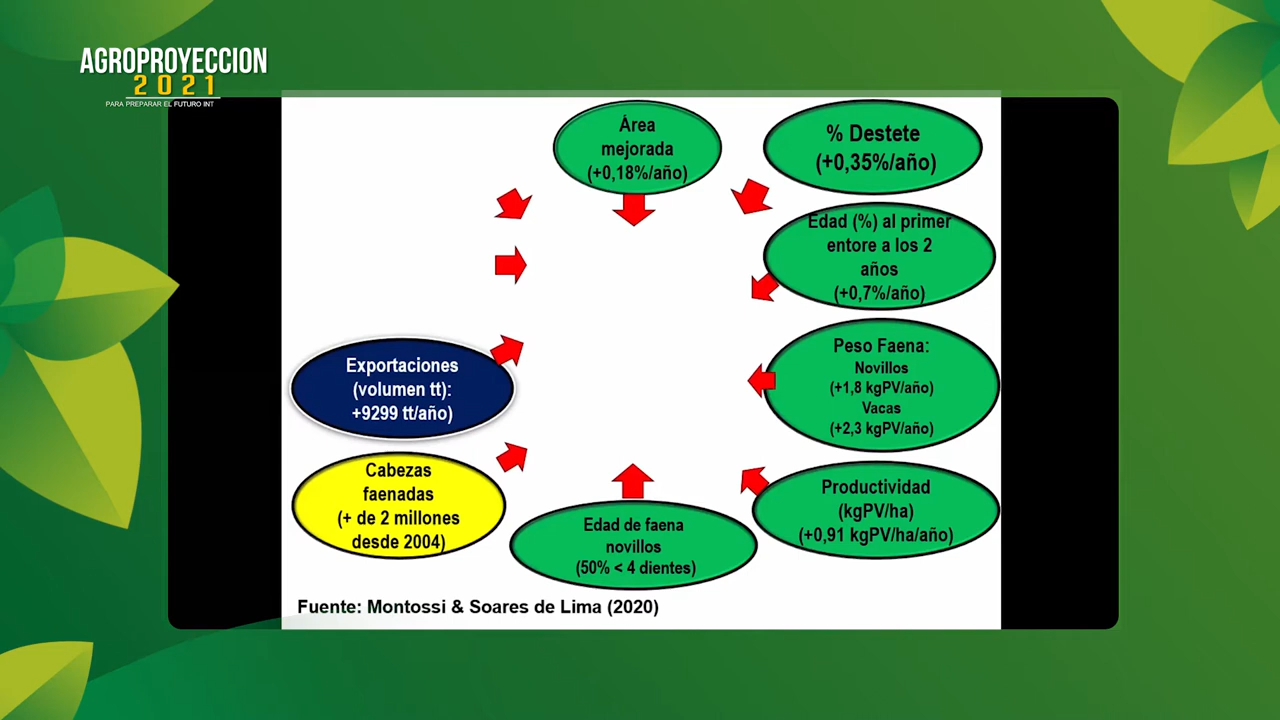 AGROPROYECCION
2021
PARA PREPARAR EL FUTURO INT
Área
mejorada
(+0,18%/año)
% Destete
(+0,35%/año)
Edad (%) al primer
entore a los 2
años
(+0,7%/año)
Peso Faena:
Novillos
(+1,8 kgPV/año)
Vacas
(+2,3 kgPV/año)
Exportaciones
(volumen tt):
+9299 tt/año)
Cabezas
faenadas
(+ de 2 millones
desde 2004)
Edad de faena
novillos
(50% < 4 dientes)
Productividad
(kgPV/ha)
(+0,91 kgPV/ha/año)
Fuente: Montossi & Soares de Lima (2020)